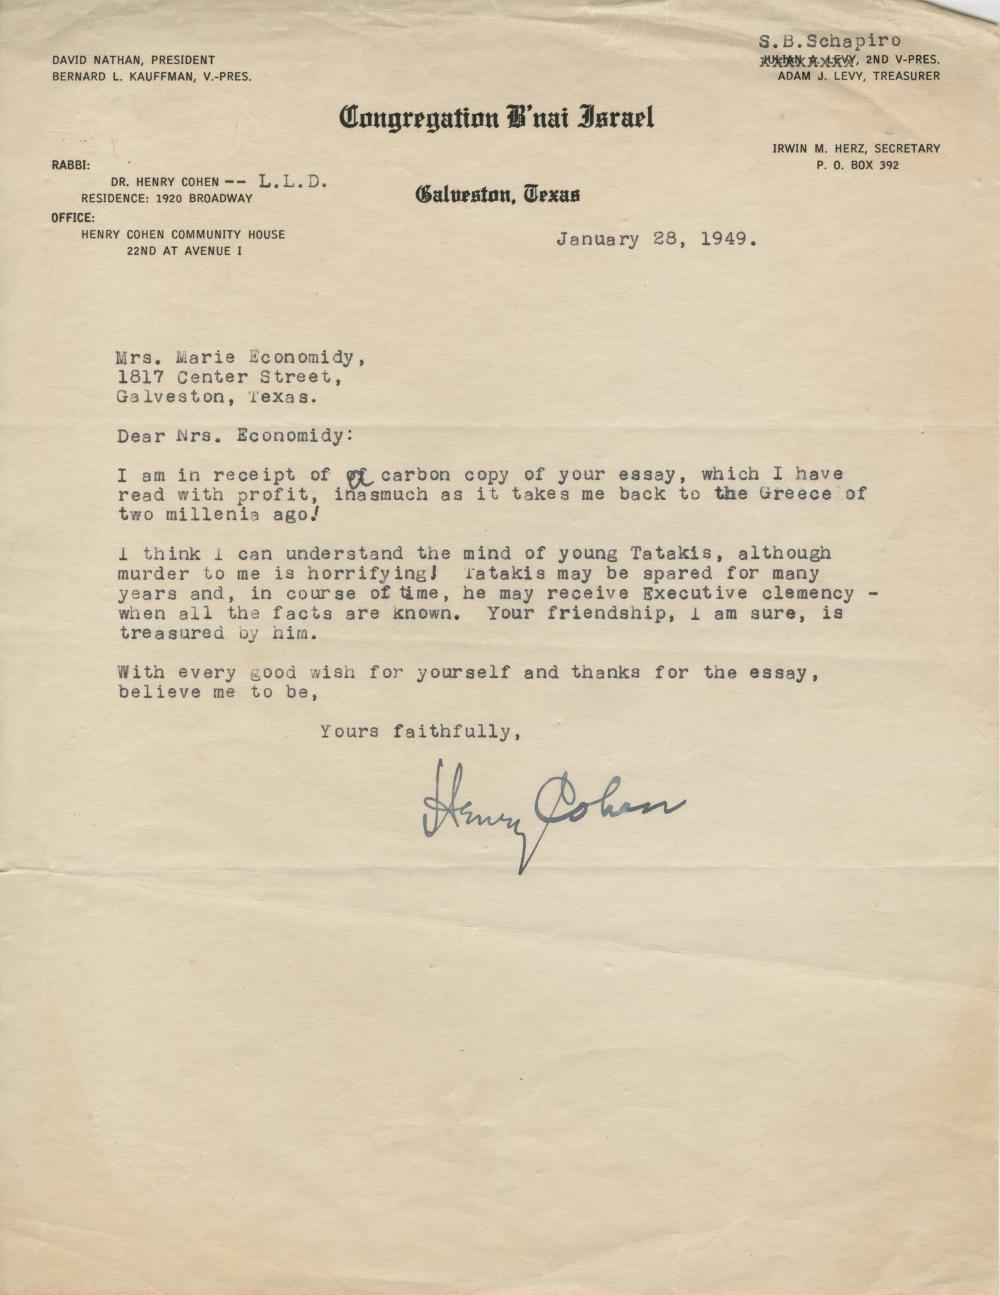 DAVID NATHAN, PRESIDENT
BERNARD L. KAUFFMAN, V.-PRES.
S.B.Schapiro
JULIAN A. LEVY, 2ND V-PRES.
ADAM J. LEVY, TREASURER
Congregation B'nai Israel
IRWIN M. HERZ, SECRETARY
P. O. BOX 392
RABBI:
DR. HENRY COHEN -- L.L.D.
RESIDENCE: 1920 BROADWAY
OFFICE:
HENRY COHEN COMMUNITY HOUSE
22ND AT AVENUE I
Galveston, Texas
January 28, 1949.
Mrs. Marie Economidy,
1817 Center Street,
Galveston, Texas.
Dear Nrs. Economidy:
I am in receipt of a carbon copy of your essay, which I have
read with profit, inasmuch as it takes me back to the Greece of
two millenia ago!
I think I can understand the mind of young Tatakis, although
murder to me is horrifying! Tatakis may be spared for many
years and, in course of time, he may receive Executive clemency -
when all the facts are known. Your friendship, I am sure, is
treasured by him.
With every good wish for yourself and thanks for the essay,
believe me to be,
Yours faithfully,
Henry Cohen